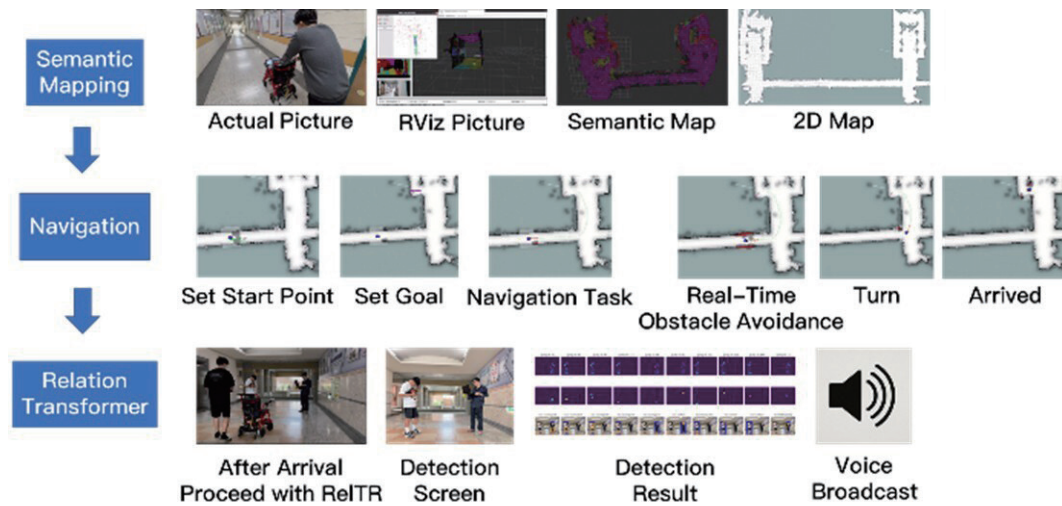 Semantic
Mapping
Actual Picture
RViz Picture
Semantic Map
2D Map
Navigation
Set Start Point
Set Goal
Navigation Task
Real-Time
Obstacle Avoidance
Turn
Arrived
Relation
Transformer
After Arrival
Proceed with RelTR
Detection
Screen
Detection
Result
Voice
Broadcast